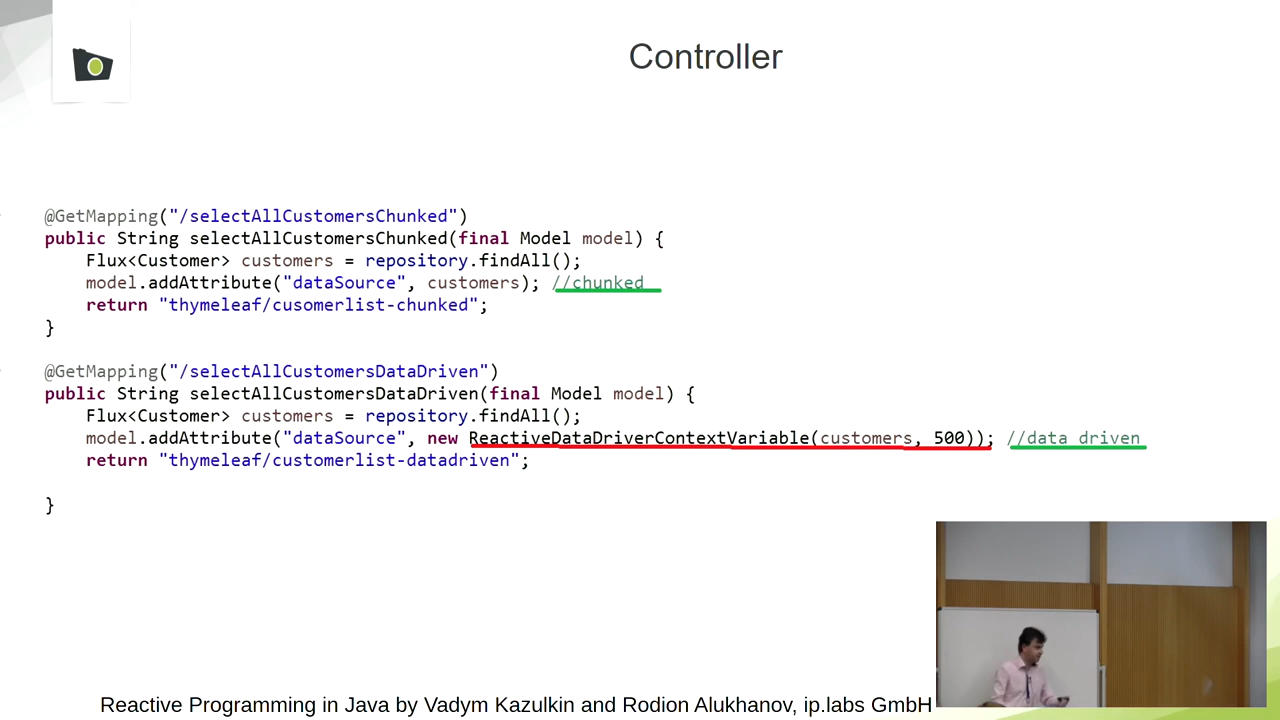 Controller
@GetMapping("/selectAllCustomersChunked")
public String selectAllCustomersChunked(final Model model) {
Flux<Customer> customers = repository.findAll();
model.addAttribute("dataSource", customers); //chunked
return "thymeleaf/cusomerlist-chunked";
}
@GetMapping("/selectAllCustomersDataDriven")
public String selectAllCustomersDataDriven(final Model model) {
Flux<Customer> customers = repository.findAll();
model.addAttribute("dataSource", new ReactiveDataDriverContextVariable(customers, 500)); //data driven
return "thymeleaf/customerlist-datadriven";
}
Reactive Programming in Java by Vadym Kazulkin and Rodion Alukhanov, ip.labs GmbH